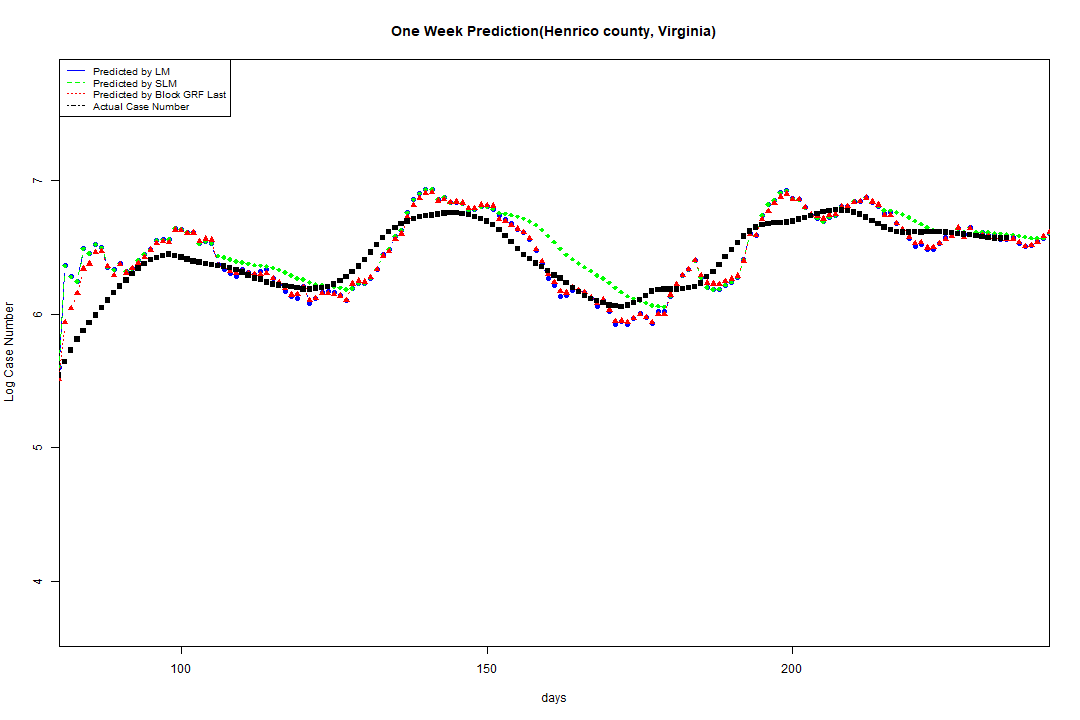 One Week Prediction(Henrico county, Virginia)
Predicted by LM
Predicted by SLM
Predicted by Block GRF Last
Actual Case Number
7
6
5
4
Log Case Number
100
150
200
days